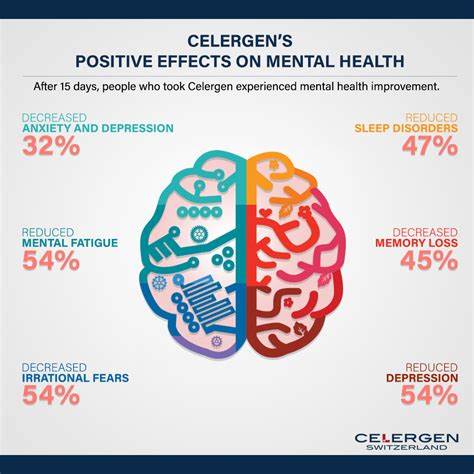 CELERGEN'S
POSITIVE EFFECTS ON MENTAL HEALTH
After 15 days, people who took Celergen experienced mental health improvement.
DECREASED
ANXIETY AND DEPRESSION
32%
REDUCED
SLEEP DISORDERS
47%
REDUCED
MENTAL FATIGUE
54%
DECREASED
MEMORY LOSS
45%
DECREASED
IRRATIONAL FEARS
54%
REDUCED
DEPRESSION
54%
CELERGEN
SWITZERLAND